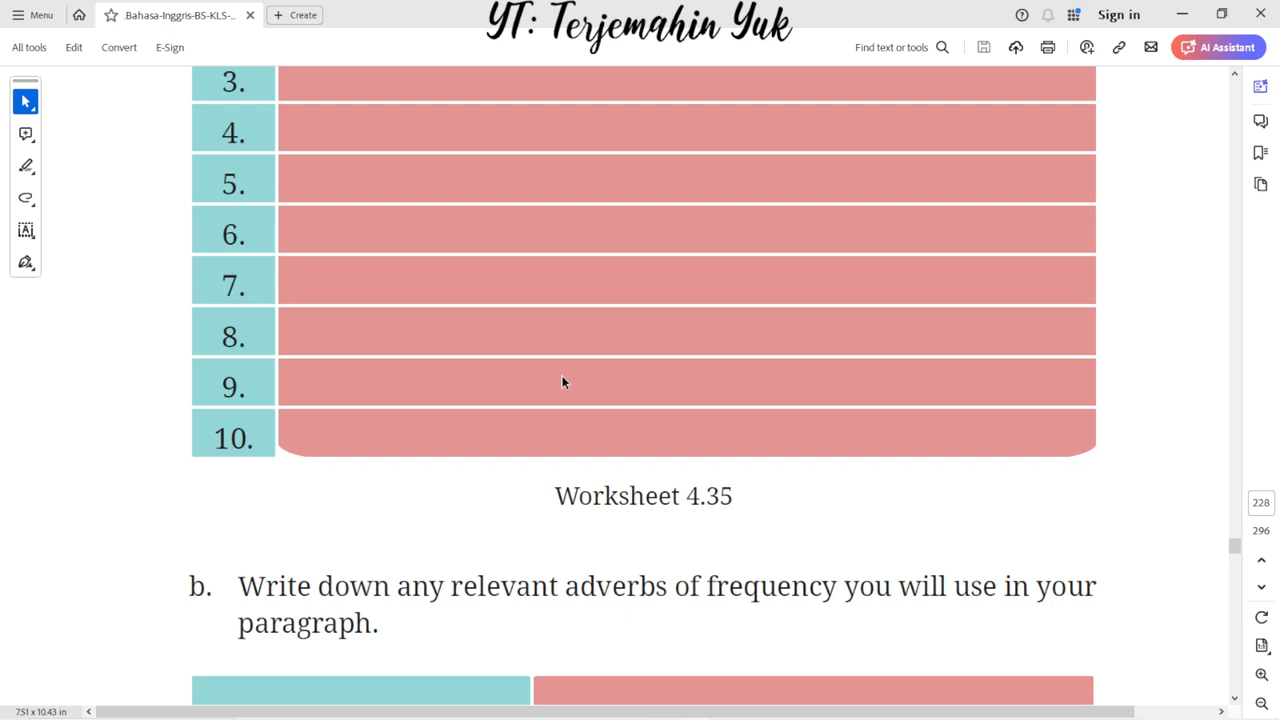 Menu
Bahasa-Inggris-BS-KLS-...
Create
YT: Terjemahin Yuk
Sign in
All tools
Edit
Convert
E-Sign
Find text or tools
AI Assistant
3.
4.
5.
6.
7.
8.
9.
10.
Worksheet 4.35
b. Write down any relevant adverbs of frequency you will use in your
paragraph.
228
296
7.51 x 10.43 in